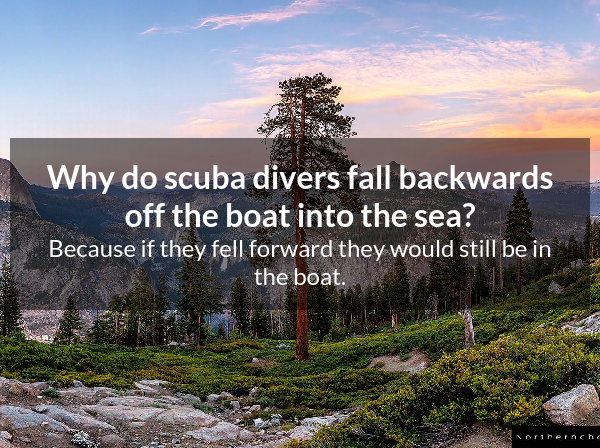 Why do scuba divers fall backwards
off the boat into the sea?
Because if they fell forward they would still be in
the boat.